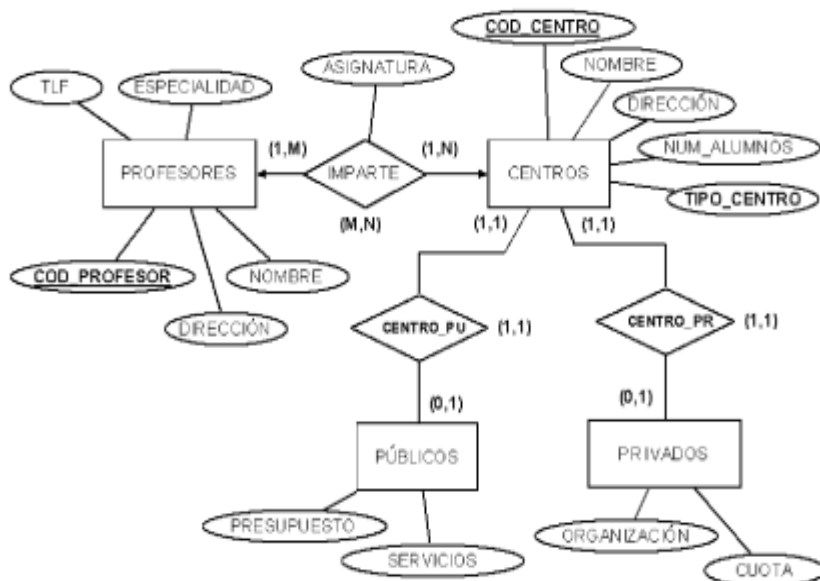 COD_CENTRO
ASIGNATURA
NOMBRE
TLF
ESPECIALIDAD
DIRECCIÓN
(1,M)
(1,N)
NUM_ALUMNOS
PROFESORES
IMPARTE
CENTROS
TIPO_CENTRO
(M,N)
(1,1)
(1,1)
COD_PROFESOR
NOMBRE
DIRECCIÓN
CENTRO_PU
(1,1)
CENTRO_PR
(1,1)
(0,1)
(0,1)
PÚBLICOS
PRIVADOS
PRESUPUESTO
ORGANIZACIÓN
SERVICIOS
CUOTA